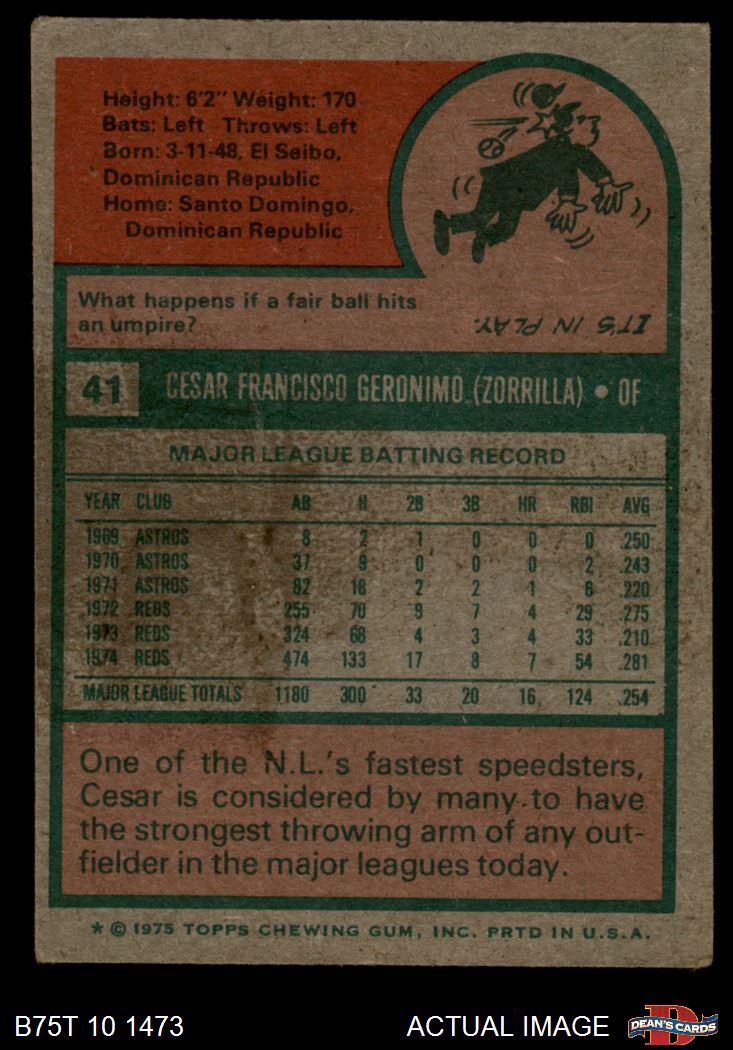 Height: 6'2" Weight: 170
Bats: Left Throws: Left
Born: 3-11-48, El Seibo,
Dominican Republic
Home: Santo Domingo,
Dominican Republic
What happens if a fair ball hits
an umpire?
IT'S IN PLAY.
41 CESAR FRANCISCO GERONIMO (ZORRILLA) • OF
MAJOR LEAGUE BATTING RECORD
YEAR CLUB AB H 2B 3B HR RBI AVG
1969 ASTROS 8 2 1 0 0 0 .250
1970 ASTROS 37 9 0 0 0 2 .243
1971 ASTROS 82 18 2 2 1 6 .220
1972 REDS 255 70 9 7 4 29 .275
1973 REDS 324 68 4 3 4 33 .210
1974 REDS 474 133 17 8 7 54 .281
MAJOR LEAGUE TOTALS 1180 300 33 20 16 124 .254
One of the N.L.'s fastest speedsters,
Cesar is considered by many to have
the strongest throwing arm of any out-
fielder in the major leagues today.
* © 1975 TOPPS CHEWING GUM, INC. PRTD IN U.S.A.
B75T 10 1473 ACTUAL IMAGE D DEAN'S CARDS